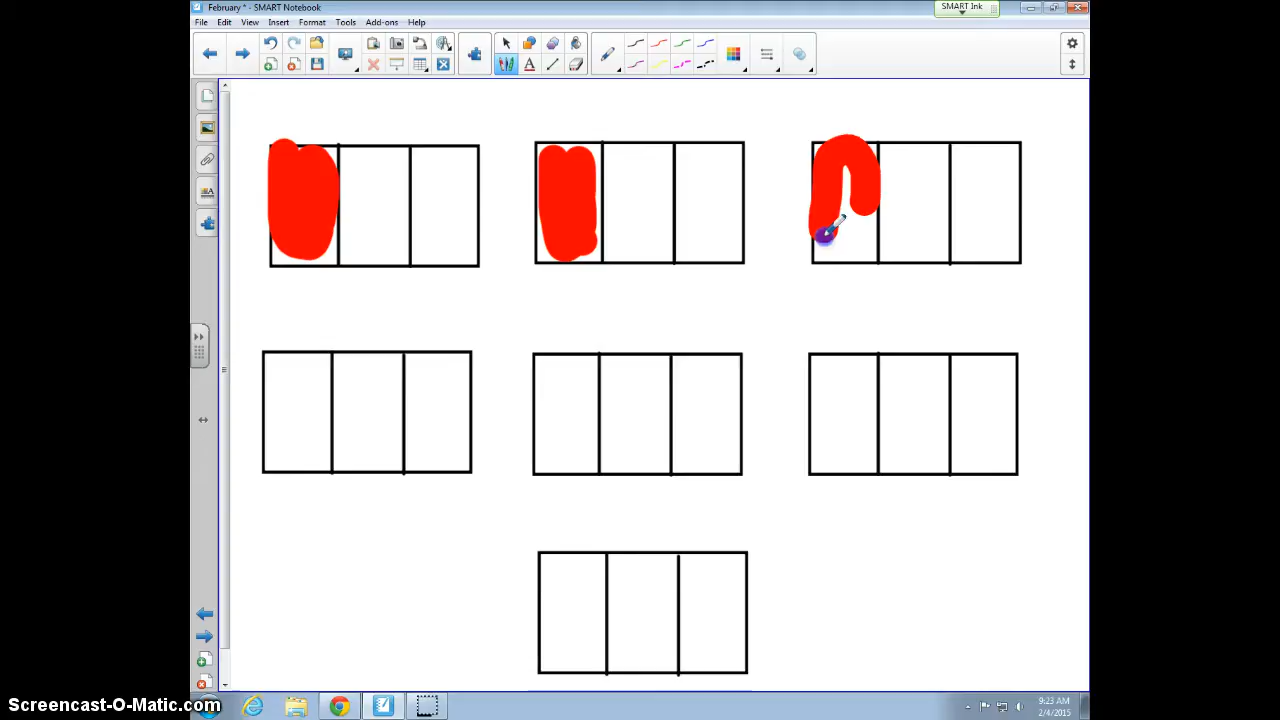 February * - SMART Notebook
SMART Ink
File Edit View Insert Format Tools Add-ons Help
Screencast-O-Matic.com
9:23 AM
2/4/2015